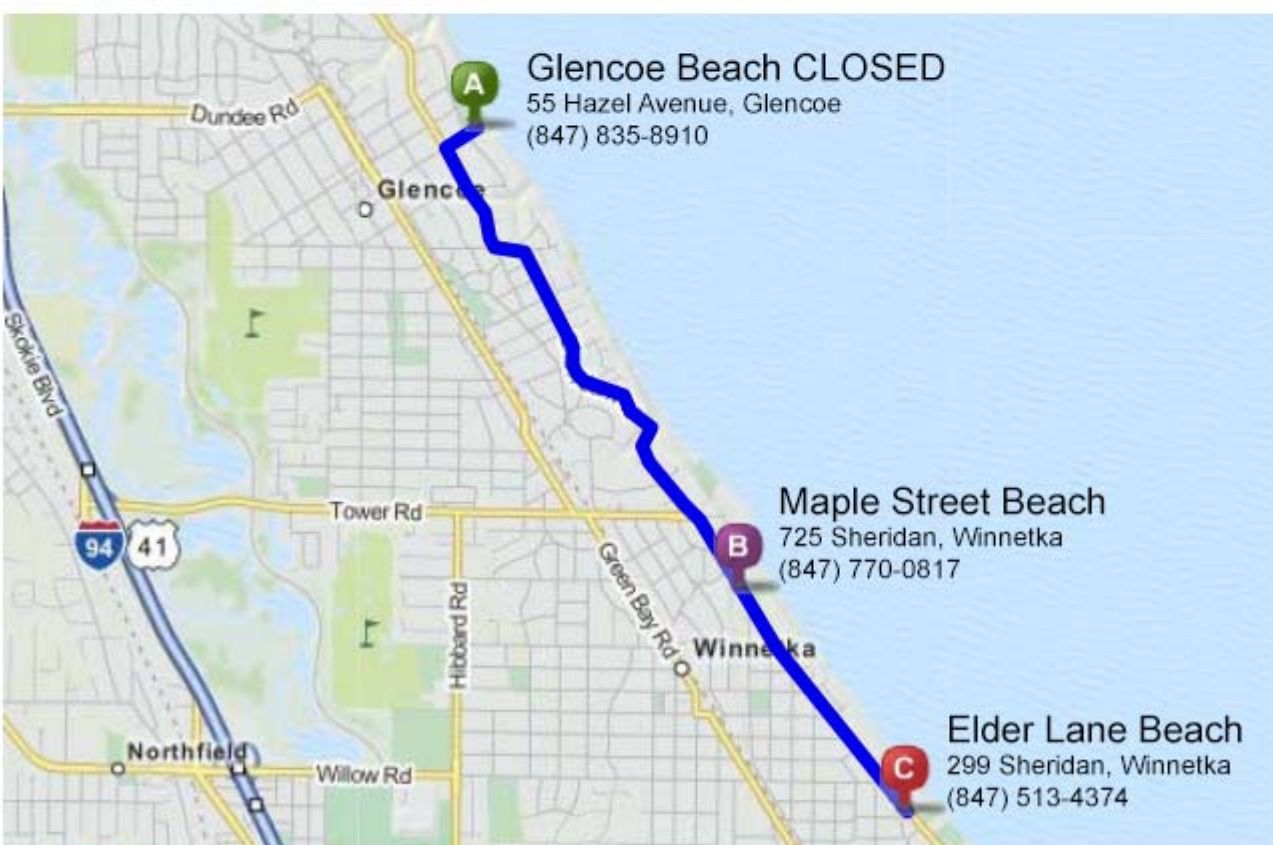 A
Glencoe Beach CLOSED
55 Hazel Avenue, Glencoe
(847) 835-8910
Dundee Rd
Glencoe
Skokie Blvd
Maple Street Beach
725 Sheridan, Winnetka
(847) 770-0817
Tower Rd
94
41
B
Green Bay Rd
Hibbard Rd
Winnetka
Elder Lane Beach
299 Sheridan, Winnetka
(847) 513-4374
Northfield
Willow Rd
C